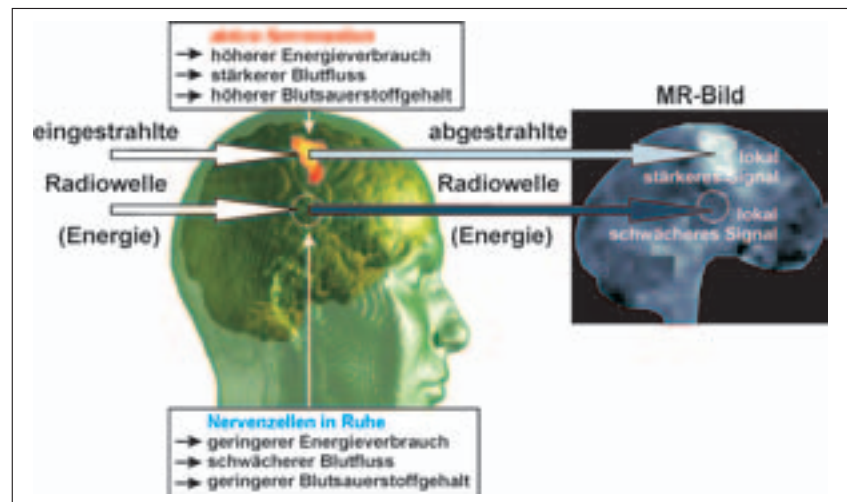 höherer Energieverbrauch
stärkerer Blutfluss
höherer Blutsauerstoffgehalt
MR-Bild
eingestrahlte
abgestrahlte
lokal
stärkeres Signal
Radiowelle
Radiowelle
(Energie)
(Energie)
lokal
schwächeres Signal
Nervenzellen in Ruhe
geringerer Energieverbrauch
schwächerer Blutfluss
geringerer Blutsauerstoffgehalt